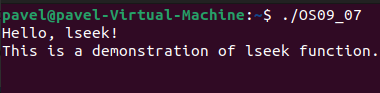 pavel@pavel-Virtual-Machine:~$ ./OS09_07
Hello, lseek!
This is a demonstration of lseek function.